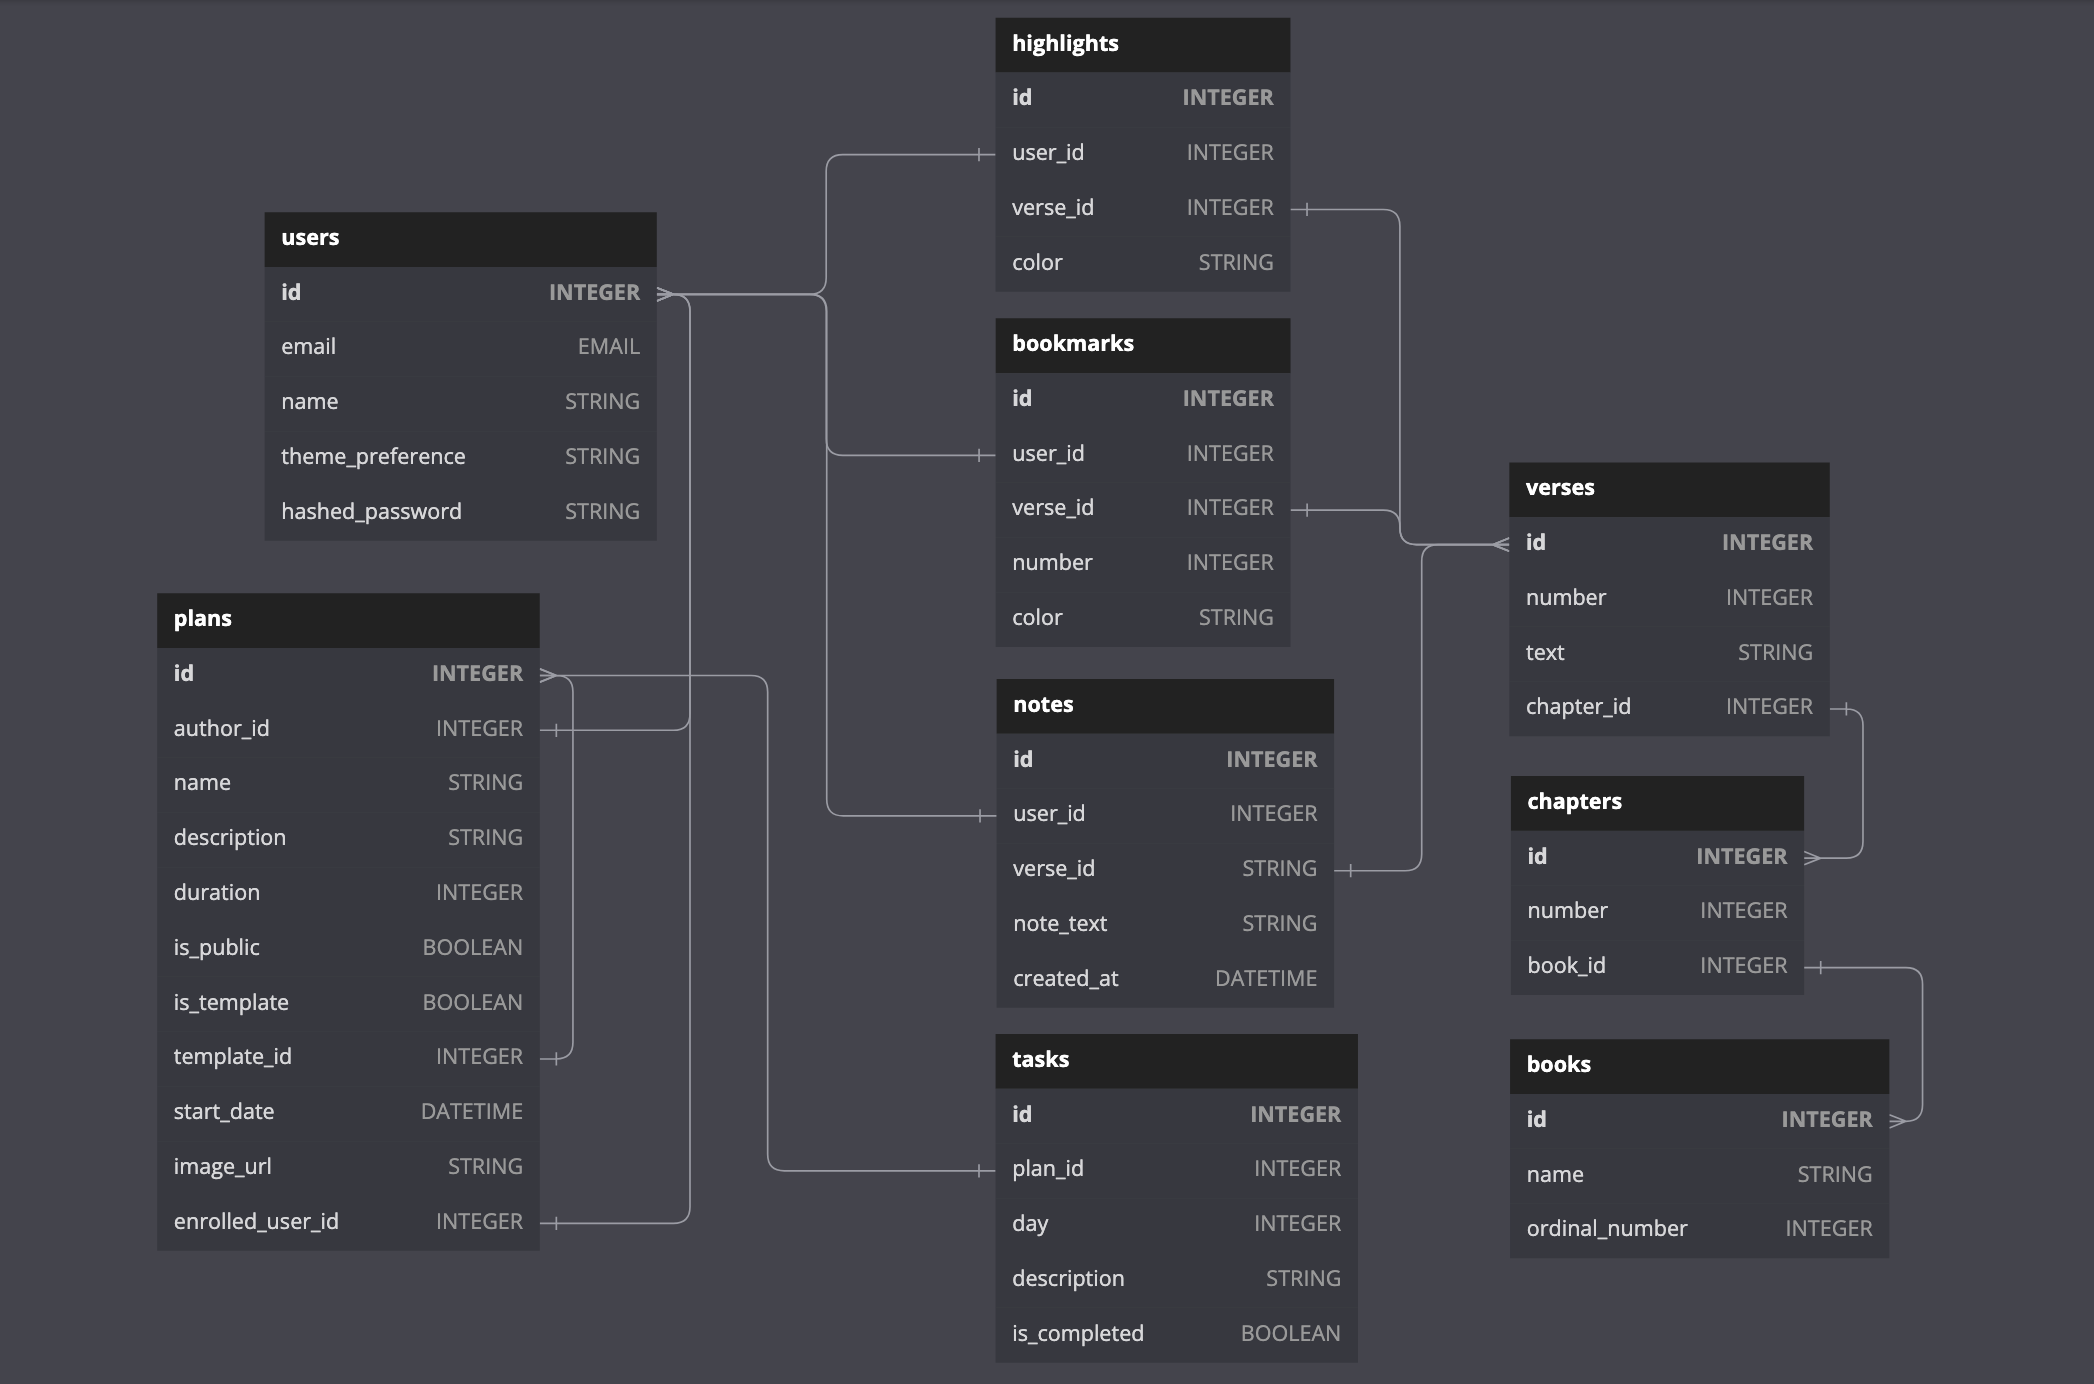 users
id INTEGER
email EMAIL
name STRING
theme_preference STRING
hashed_password STRING
plans
id INTEGER
author_id INTEGER
name STRING
description STRING
duration INTEGER
is_public BOOLEAN
is_template BOOLEAN
template_id INTEGER
start_date DATETIME
image_url STRING
enrolled_user_id INTEGER
highlights
id INTEGER
user_id INTEGER
verse_id INTEGER
color STRING
bookmarks
id INTEGER
user_id INTEGER
verse_id INTEGER
number INTEGER
color STRING
notes
id INTEGER
user_id INTEGER
verse_id STRING
note_text STRING
created_at DATETIME
tasks
id INTEGER
plan_id INTEGER
day INTEGER
description STRING
is_completed BOOLEAN
verses
id INTEGER
number INTEGER
text STRING
chapter_id INTEGER
chapters
id INTEGER
number INTEGER
book_id INTEGER
books
id INTEGER
name STRING
ordinal_number INTEGER